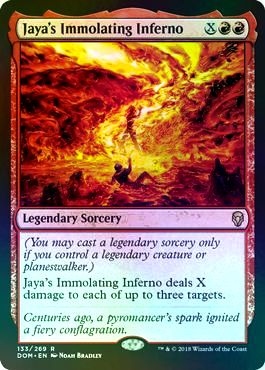 Jaya's Immolating Inferno X
Legendary Sorcery
(You may cast a legendary sorcery only
if you control a legendary creature or
planeswalker.)
Jaya's Immolating Inferno deals X
damage to each of up to three targets.
Centuries ago, a pyromancer's spark ignited
a fiery conflagration.
133/269 R
DOM • EN NOAH BRADLEY
™ & © 2018 Wizards of the Coast